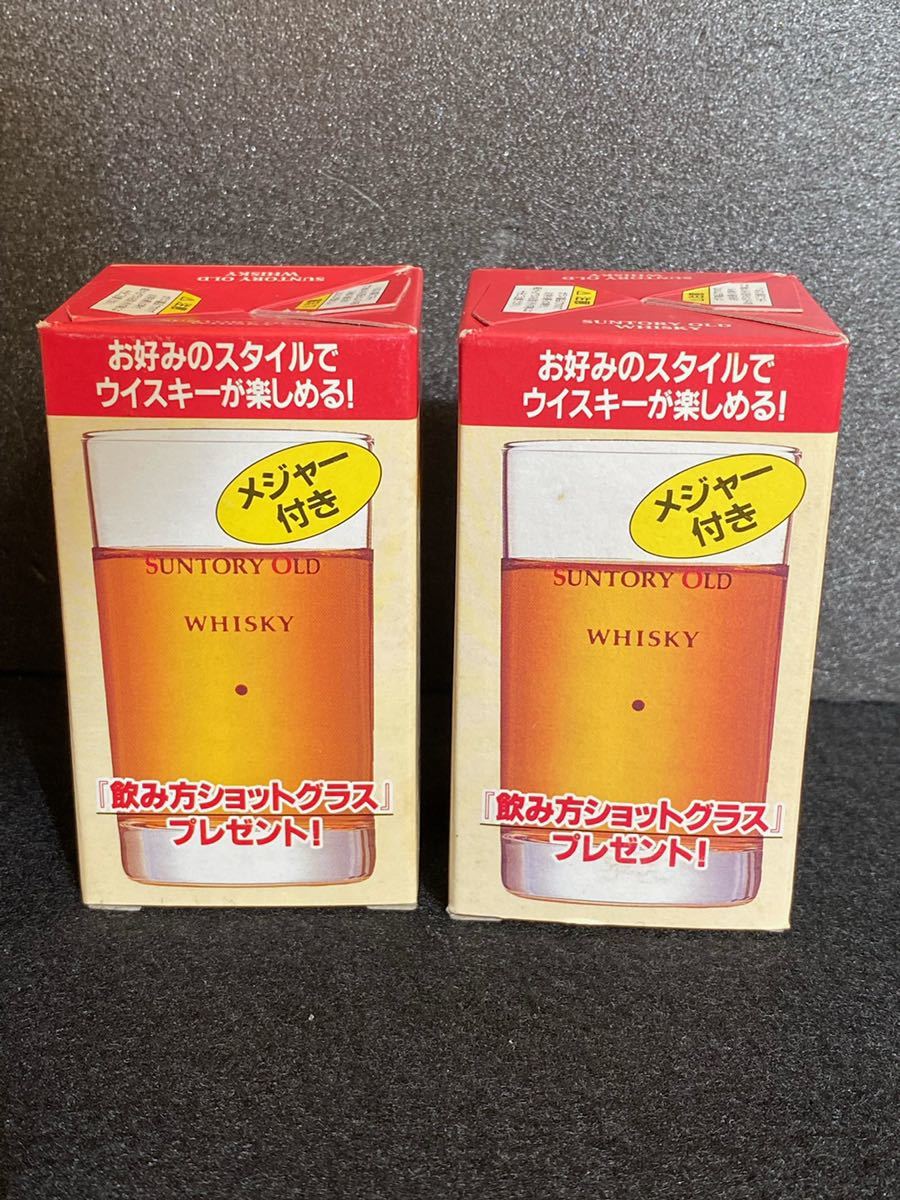 SUNTORY OLD
WHISKY
お好みのスタイルで
ウイスキーが楽しめる!
メジャー
付き
SUNTORY OLD
WHISKY
『飲み方ショットグラス』
プレゼント!
SUNTORY OLD
WHISKY
SUNTORY OLD
WHISKY
お好みのスタイルで
ウイスキーが楽しめる!
メジャー
付き
SUNTORY OLD
WHISKY
『飲み方ショットグラス』
プレゼント!